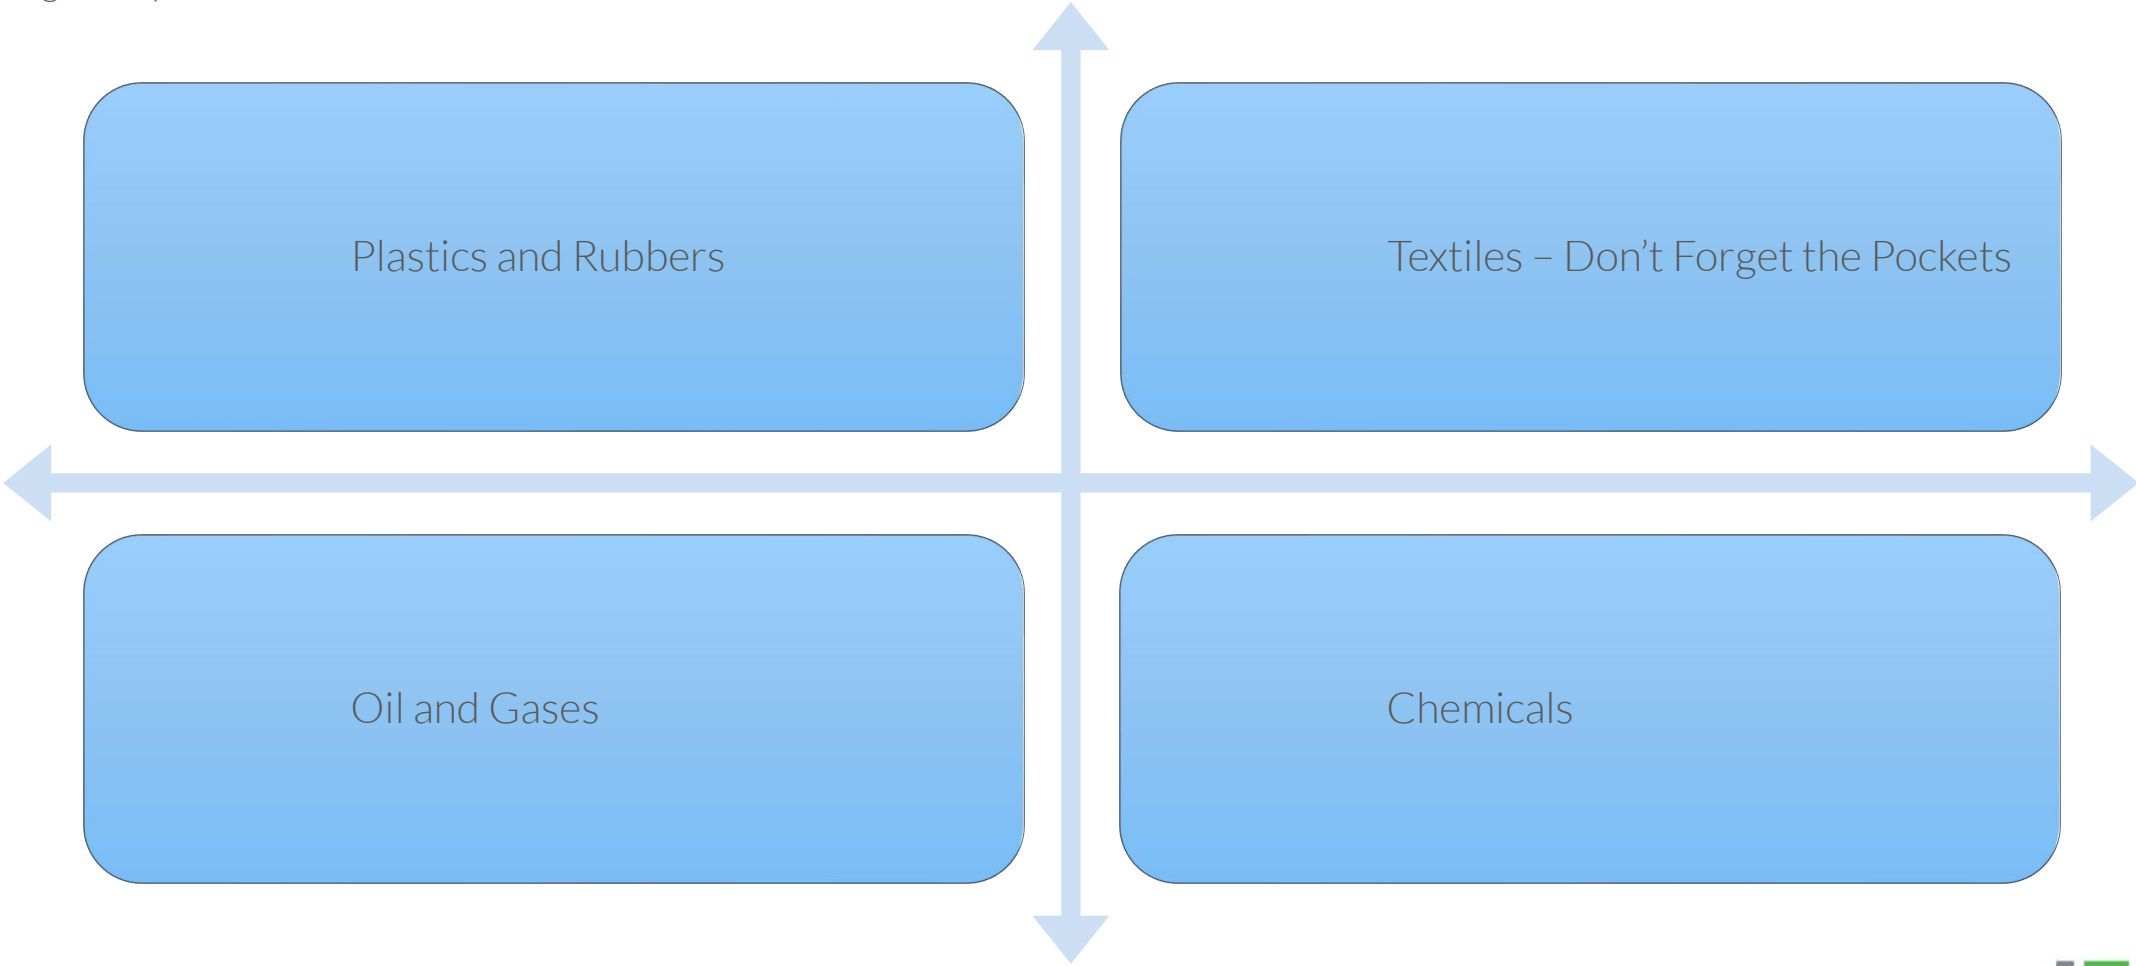 Plastics and Rubbers
Textiles – Don’t Forget the Pockets
Oil and Gases
Chemicals